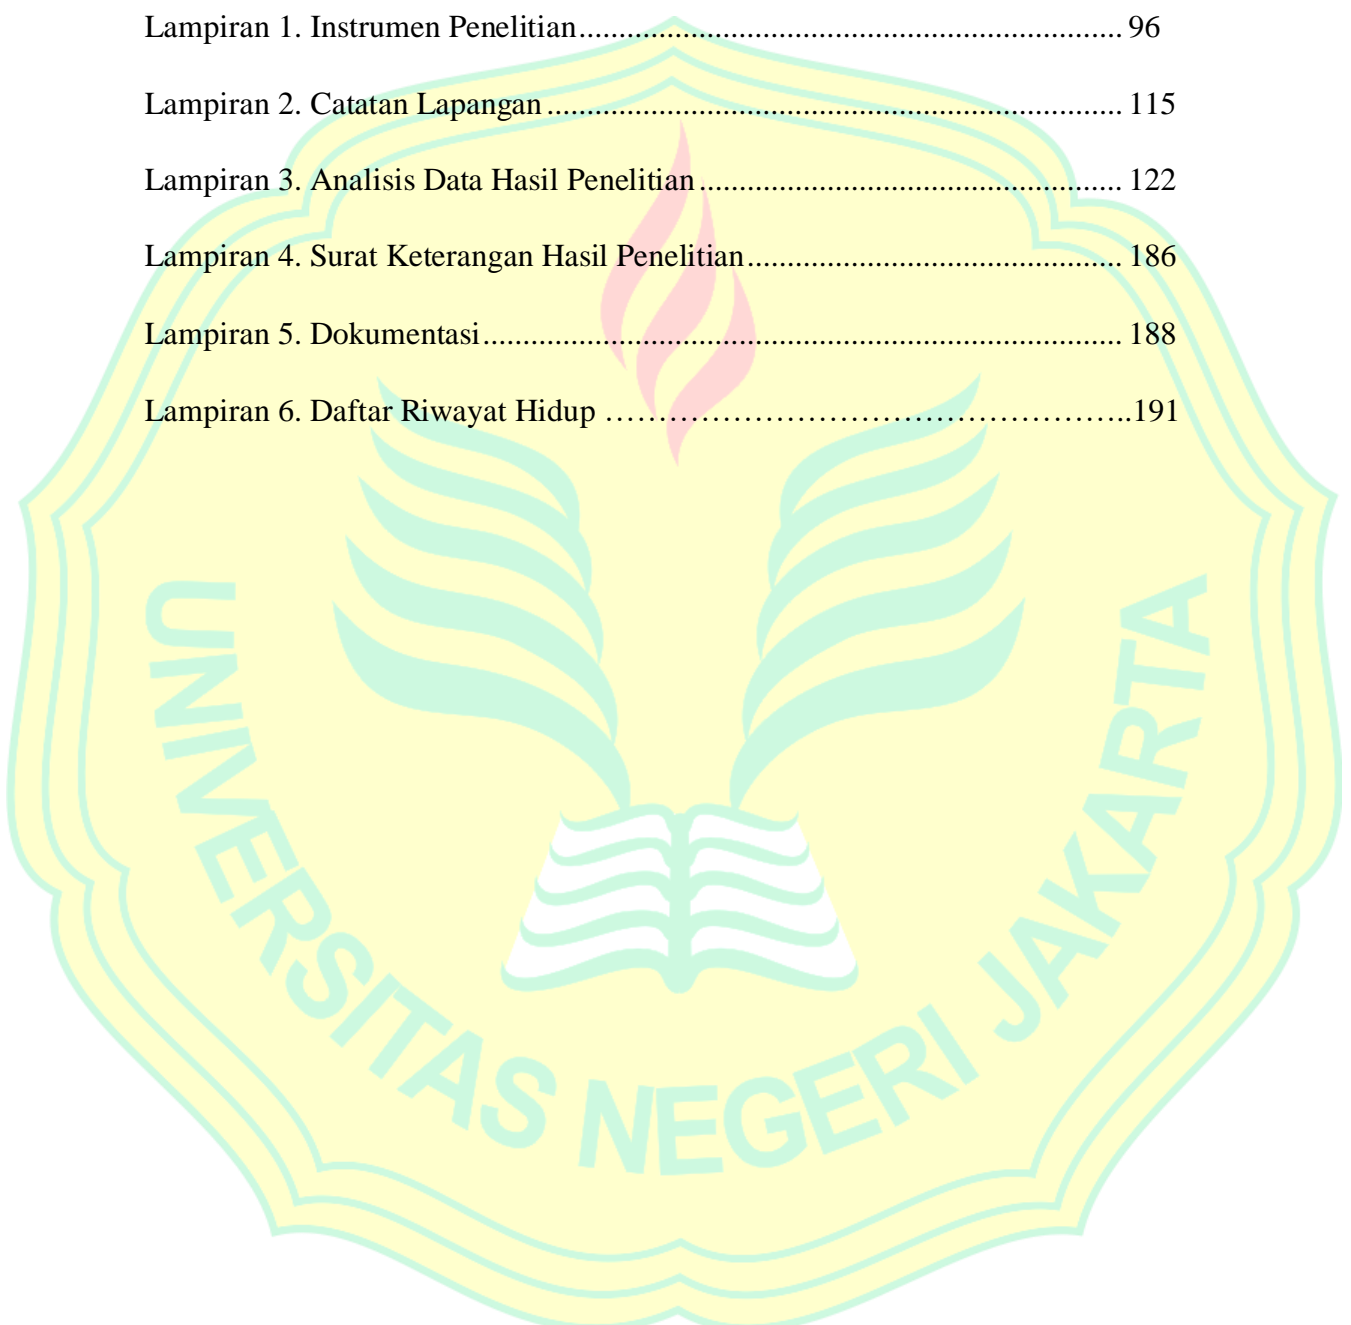 Lampiran 1. Instrumen Penelitian..................................................................... 96
Lampiran 2. Catatan Lapangan ......................................................................... 115
Lampiran 3. Analisis Data Hasil Penelitian ...................................................... 122
Lampiran 4. Surat Keterangan Hasil Penelitian................................................ 186
Lampiran 5. Dokumentasi................................................................................. 188
Lampiran 6. Daftar Riwayat Hidup …………………………………………..191
UNIVERSITAS NEGERI JAKARTA